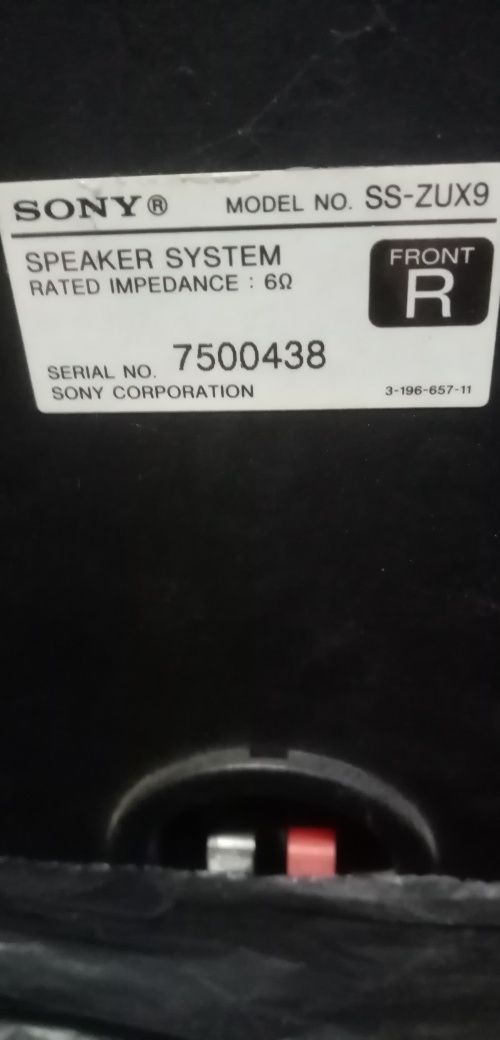 SONY® MODEL NO. SS-ZUX9
SPEAKER SYSTEM
RATED IMPEDANCE : 6Ω
FRONT
R
SERIAL NO. 7500438
SONY CORPORATION 3-196-657-11